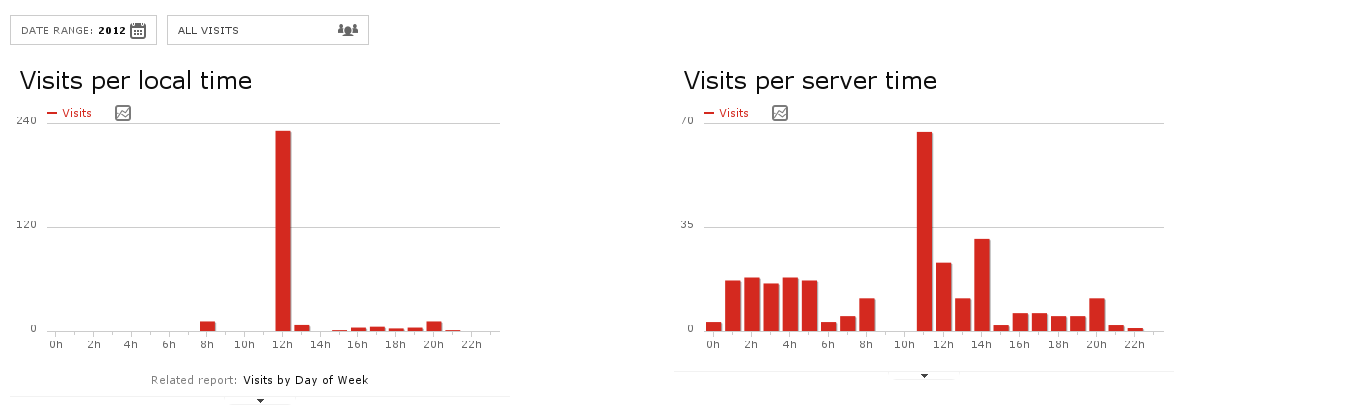 DATE RANGE: 2012
ALL VISITS
Visits per local time
Visits
240
120
0
0h 2h 4h 6h 8h 10h 12h 14h 16h 18h 20h 22h
Related report: Visits by Day of Week
Visits per server time
Visits
70
35
0
0h 2h 4h 6h 8h 10h 12h 14h 16h 18h 20h 22h